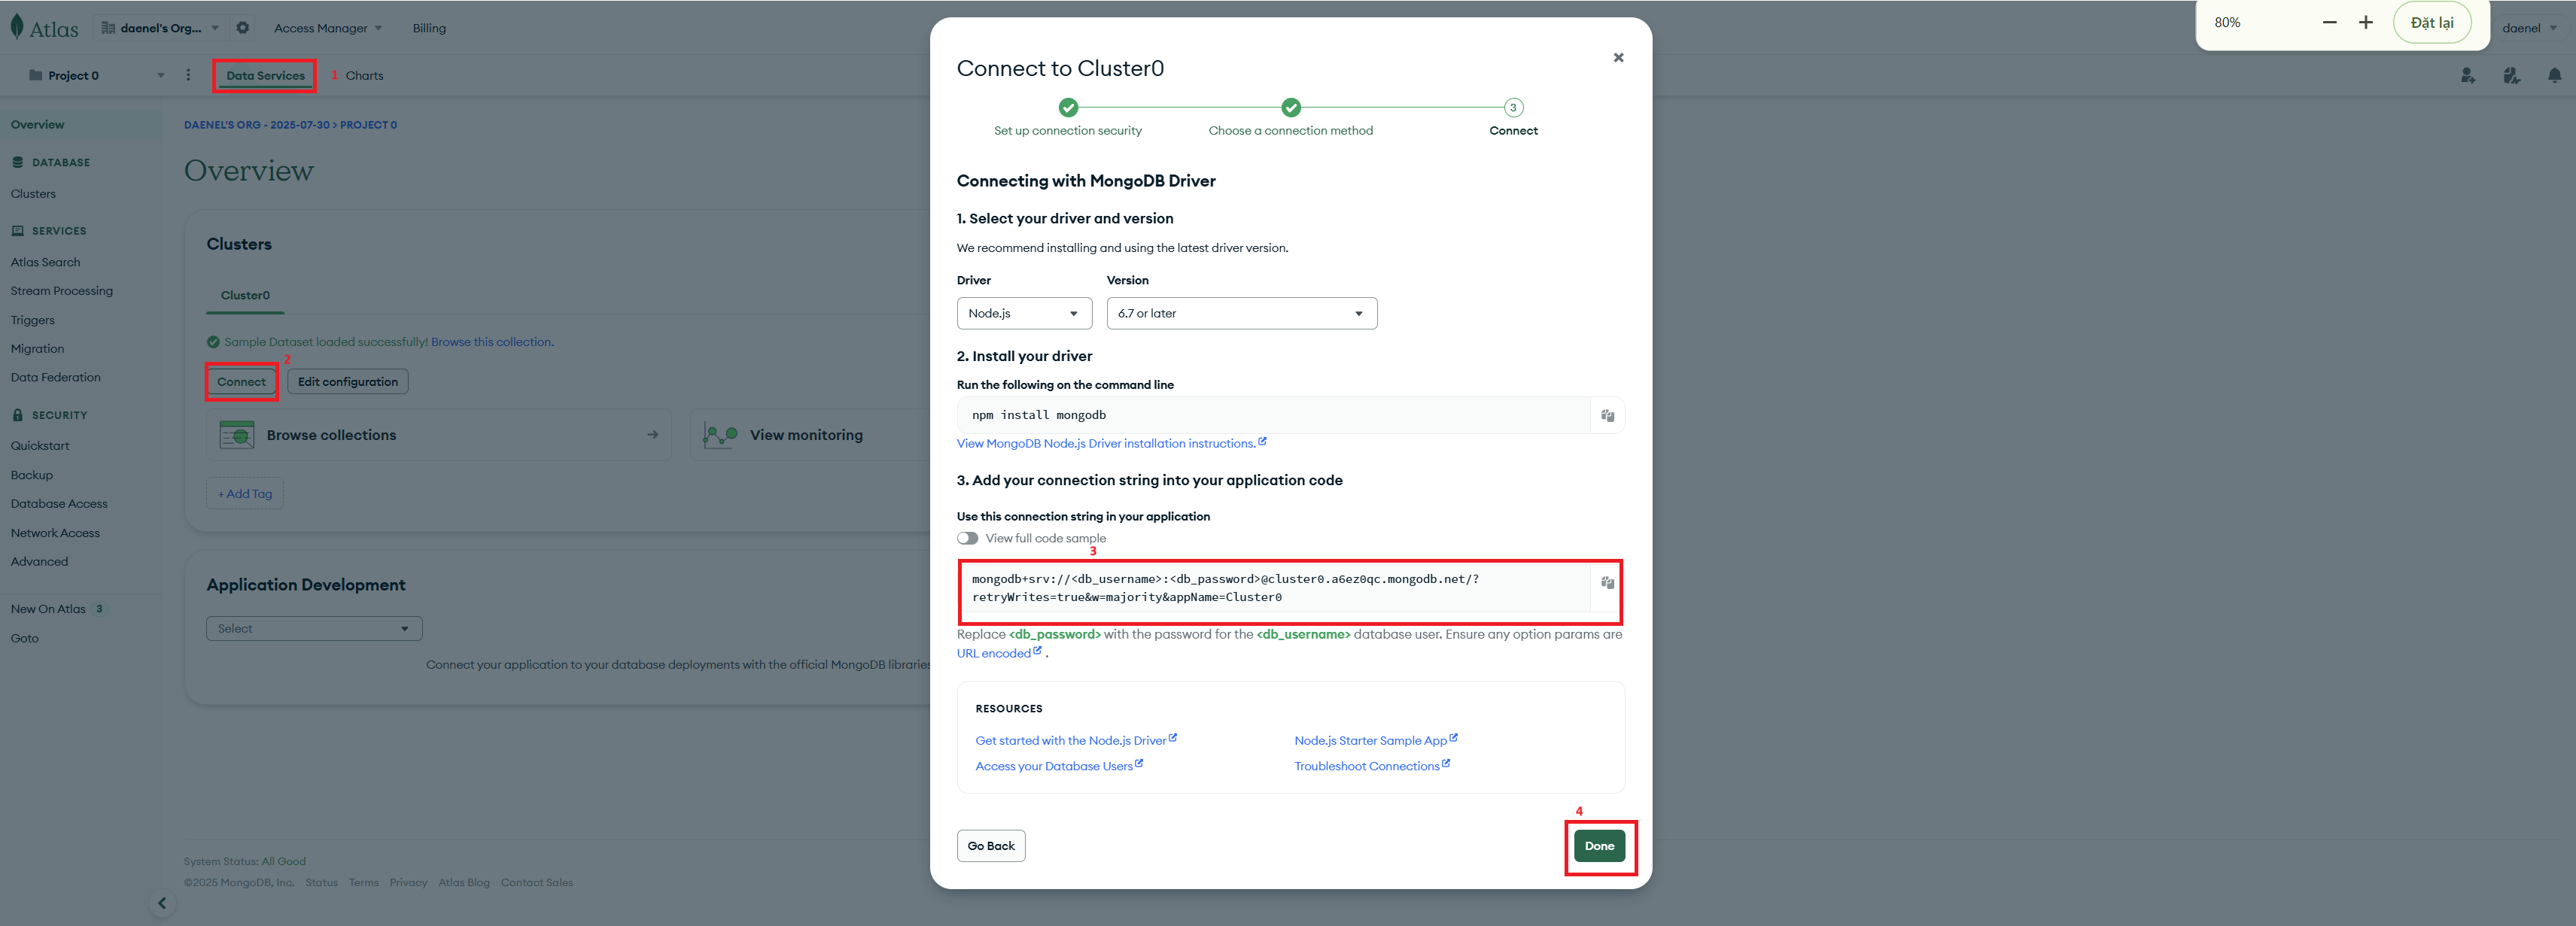 Atlas
daenel's Org...
Access Manager
Billing
80%
Đặt lại
daenel
Project 0
Data Services
1
Charts
Overview
DATABASE
Clusters
SERVICES
Atlas Search
Stream Processing
Triggers
Migration
Data Federation
SECURITY
Quickstart
Backup
Database Access
Network Access
Advanced
New On Atlas 3
Goto
DAENEL'S ORG - 2025-07-30 > PROJECT 0
Overview
Clusters
Cluster0
Sample Dataset loaded successfully! Browse this collection.
2
Connect
Edit configuration
Browse collections
View monitoring
+ Add Tag
Application Development
Select
Connect your application to your database deployments with the official MongoDB libraries
System Status: All Good
©2025 MongoDB, Inc. Status Terms Privacy Atlas Blog Contact Sales
Connect to Cluster0
3
Set up connection security
Choose a connection method
Connect
Connecting with MongoDB Driver
1. Select your driver and version
We recommend installing and using the latest driver version.
Driver
Version
Node.js
6.7 or later
2. Install your driver
Run the following on the command line
npm install mongodb
View MongoDB Node.js Driver installation instructions.
3. Add your connection string into your application code
Use this connection string in your application
View full code sample
3
mongodb+srv://<db_username>:<db_password>@cluster0.a6ez0qc.mongodb.net/?
retryWrites=true&w=majority&appName=Cluster0
Replace <db_password> with the password for the <db_username> database user. Ensure any option params are
URL encoded .
RESOURCES
Get started with the Node.js Driver
Node.js Starter Sample App
Access your Database Users
Troubleshoot Connections
4
Go Back
Done